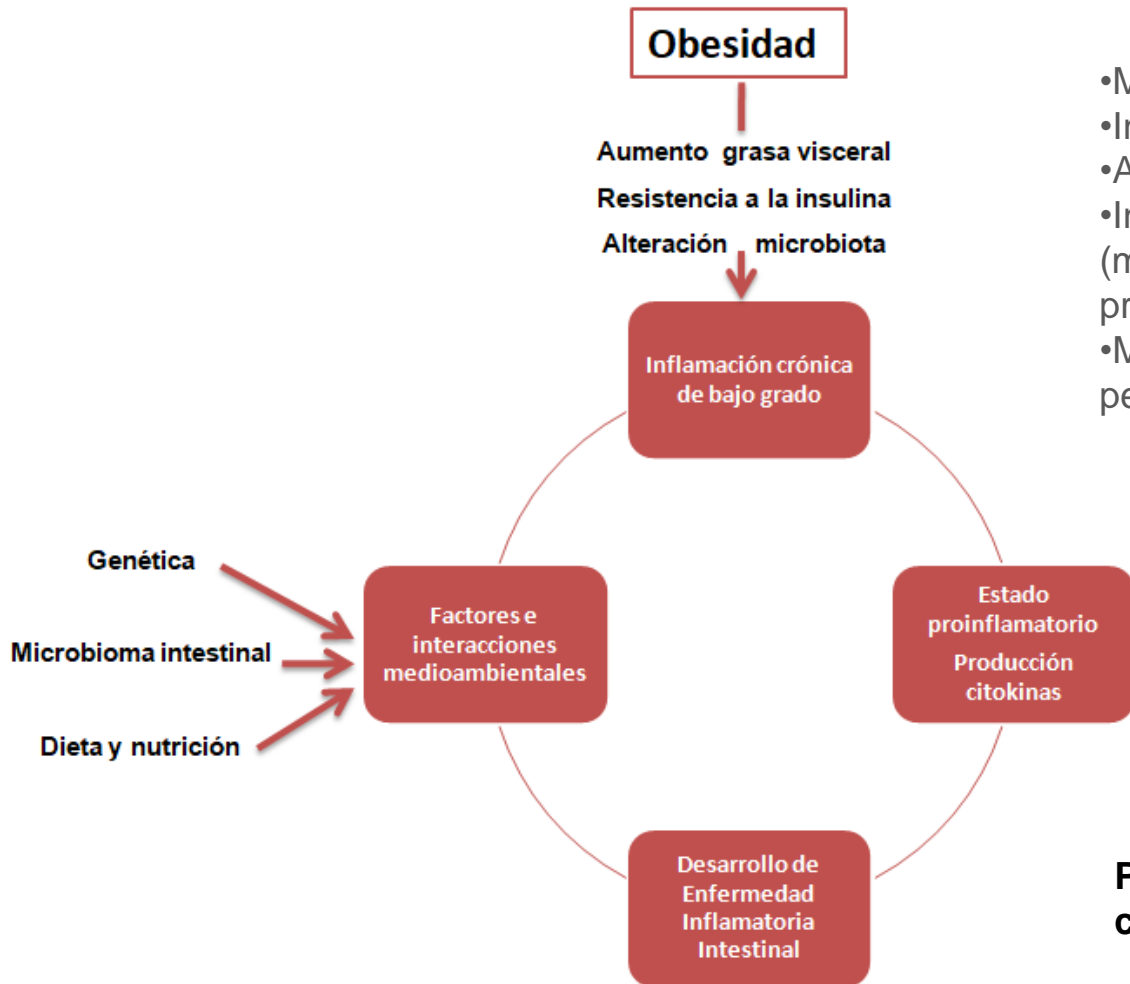 Obesidad
Aumento grasa visceral
Resistencia a la insulina
Alteración microbiota
Inflamación crónica
de bajo grado
Genética
Microbioma intestinal
Dieta y nutrición
Factores e
interacciones
medioambientales
Estado
proinflamatorio
Producción
citokinas
Desarrollo de
Enfermedad
Inflamatoria
Intestinal